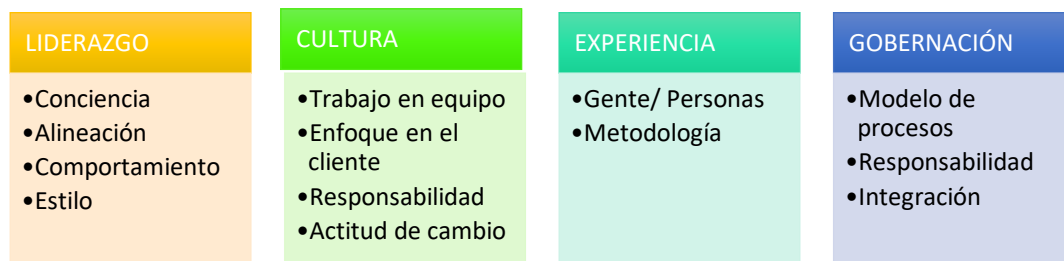 LIDERAZGO
•Conciencia
•Alineación
•Comportamiento
•Estilo
CULTURA
•Trabajo en equipo
•Enfoque en el
cliente
•Responsabilidad
•Actitud de cambio
EXPERIENCIA
•Gente/ Personas
•Metodología
GOBERNACIÓN
•Modelo de
procesos
•Responsabilidad
•Integración